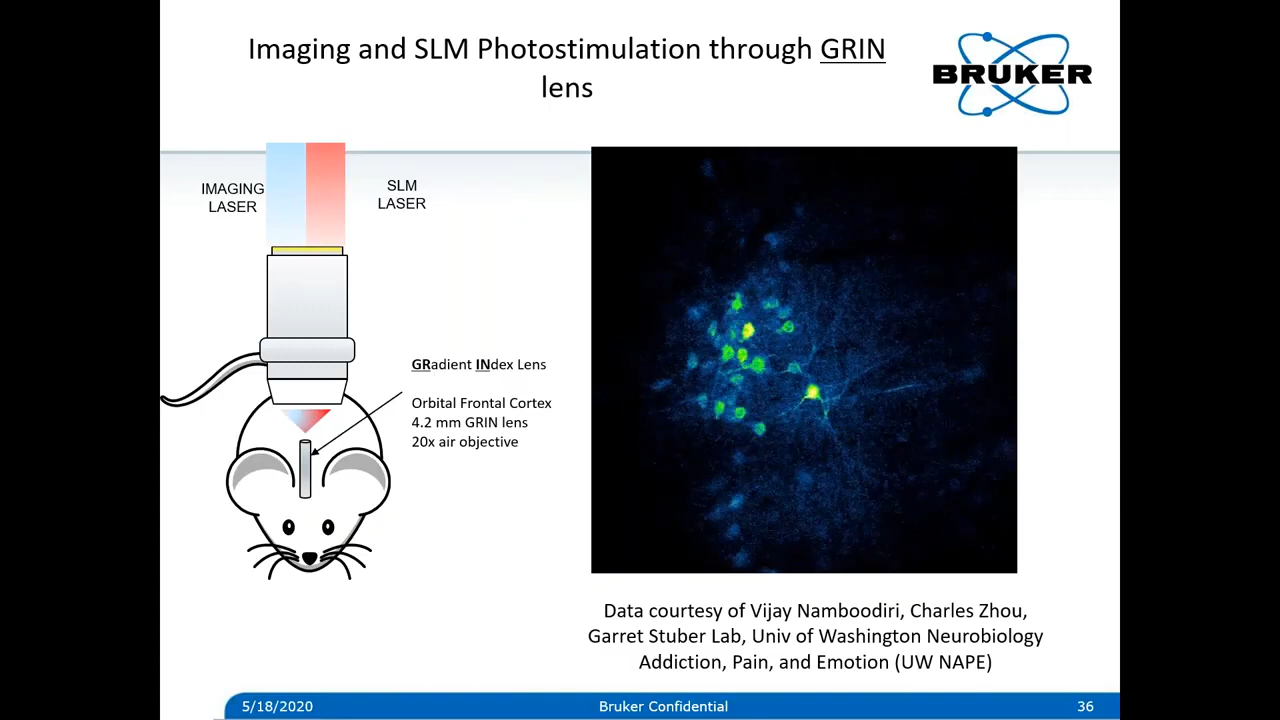 Imaging and SLM Photostimulation through GRIN
lens
BRUKER
IMAGING
LASER
SLM
LASER
GRadient INdex Lens
Orbital Frontal Cortex
4.2 mm GRIN lens
20x air objective
Data courtesy of Vijay Namboodiri, Charles Zhou,
Garret Stuber Lab, Univ of Washington Neurobiology
Addiction, Pain, and Emotion (UW NAPE)
5/18/2020
Bruker Confidential
36